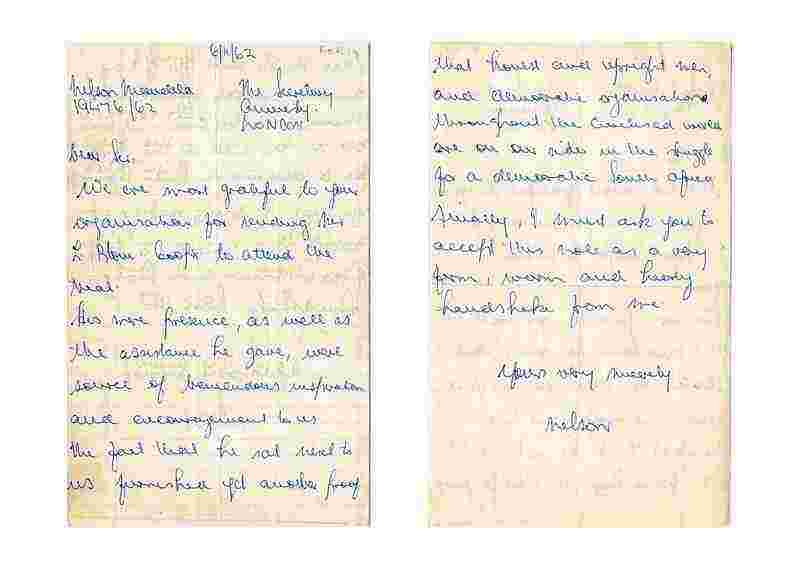 6/11/62
Nelson Mandela
19476/62
The Secretary
Amnesty.
LONDON
Dear Sir,
We are most grateful to your
organisation for sending Mr
L Blom-Cooper to attend the
trial.
His mere presence, as well as
the assistance he gave, were
source of tremendous inspiration
and encouragement to us
The fact that he sat next to
us furnished yet another proof
that honest and upright men,
and democratic organisations
throughout the civilised world
are on our side in the struggle
for a democratic South Africa
Finally, I must ask you to
accept this note as a very
firm, warm and hearty
handshake from me
Yours very sincerely
Nelson